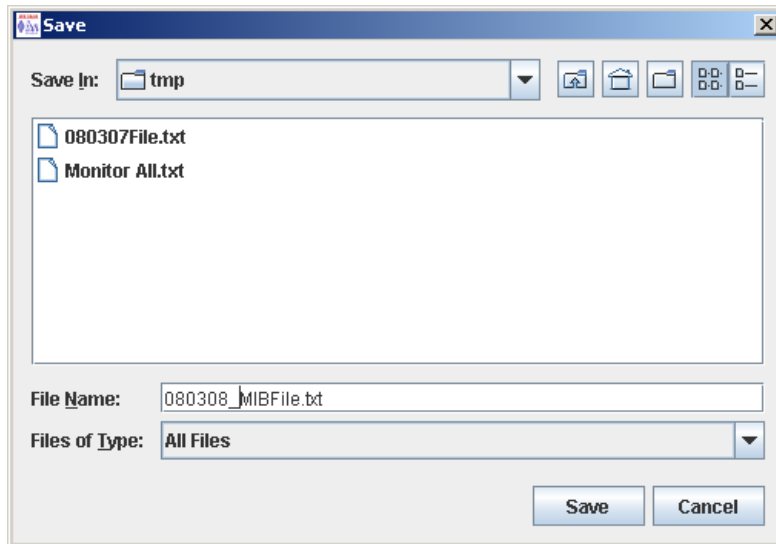 Save
Save In: tmp
080307File.txt
Monitor All.txt
File Name: 080308_MIBFile.txt
Files of Type: All Files
Save Cancel